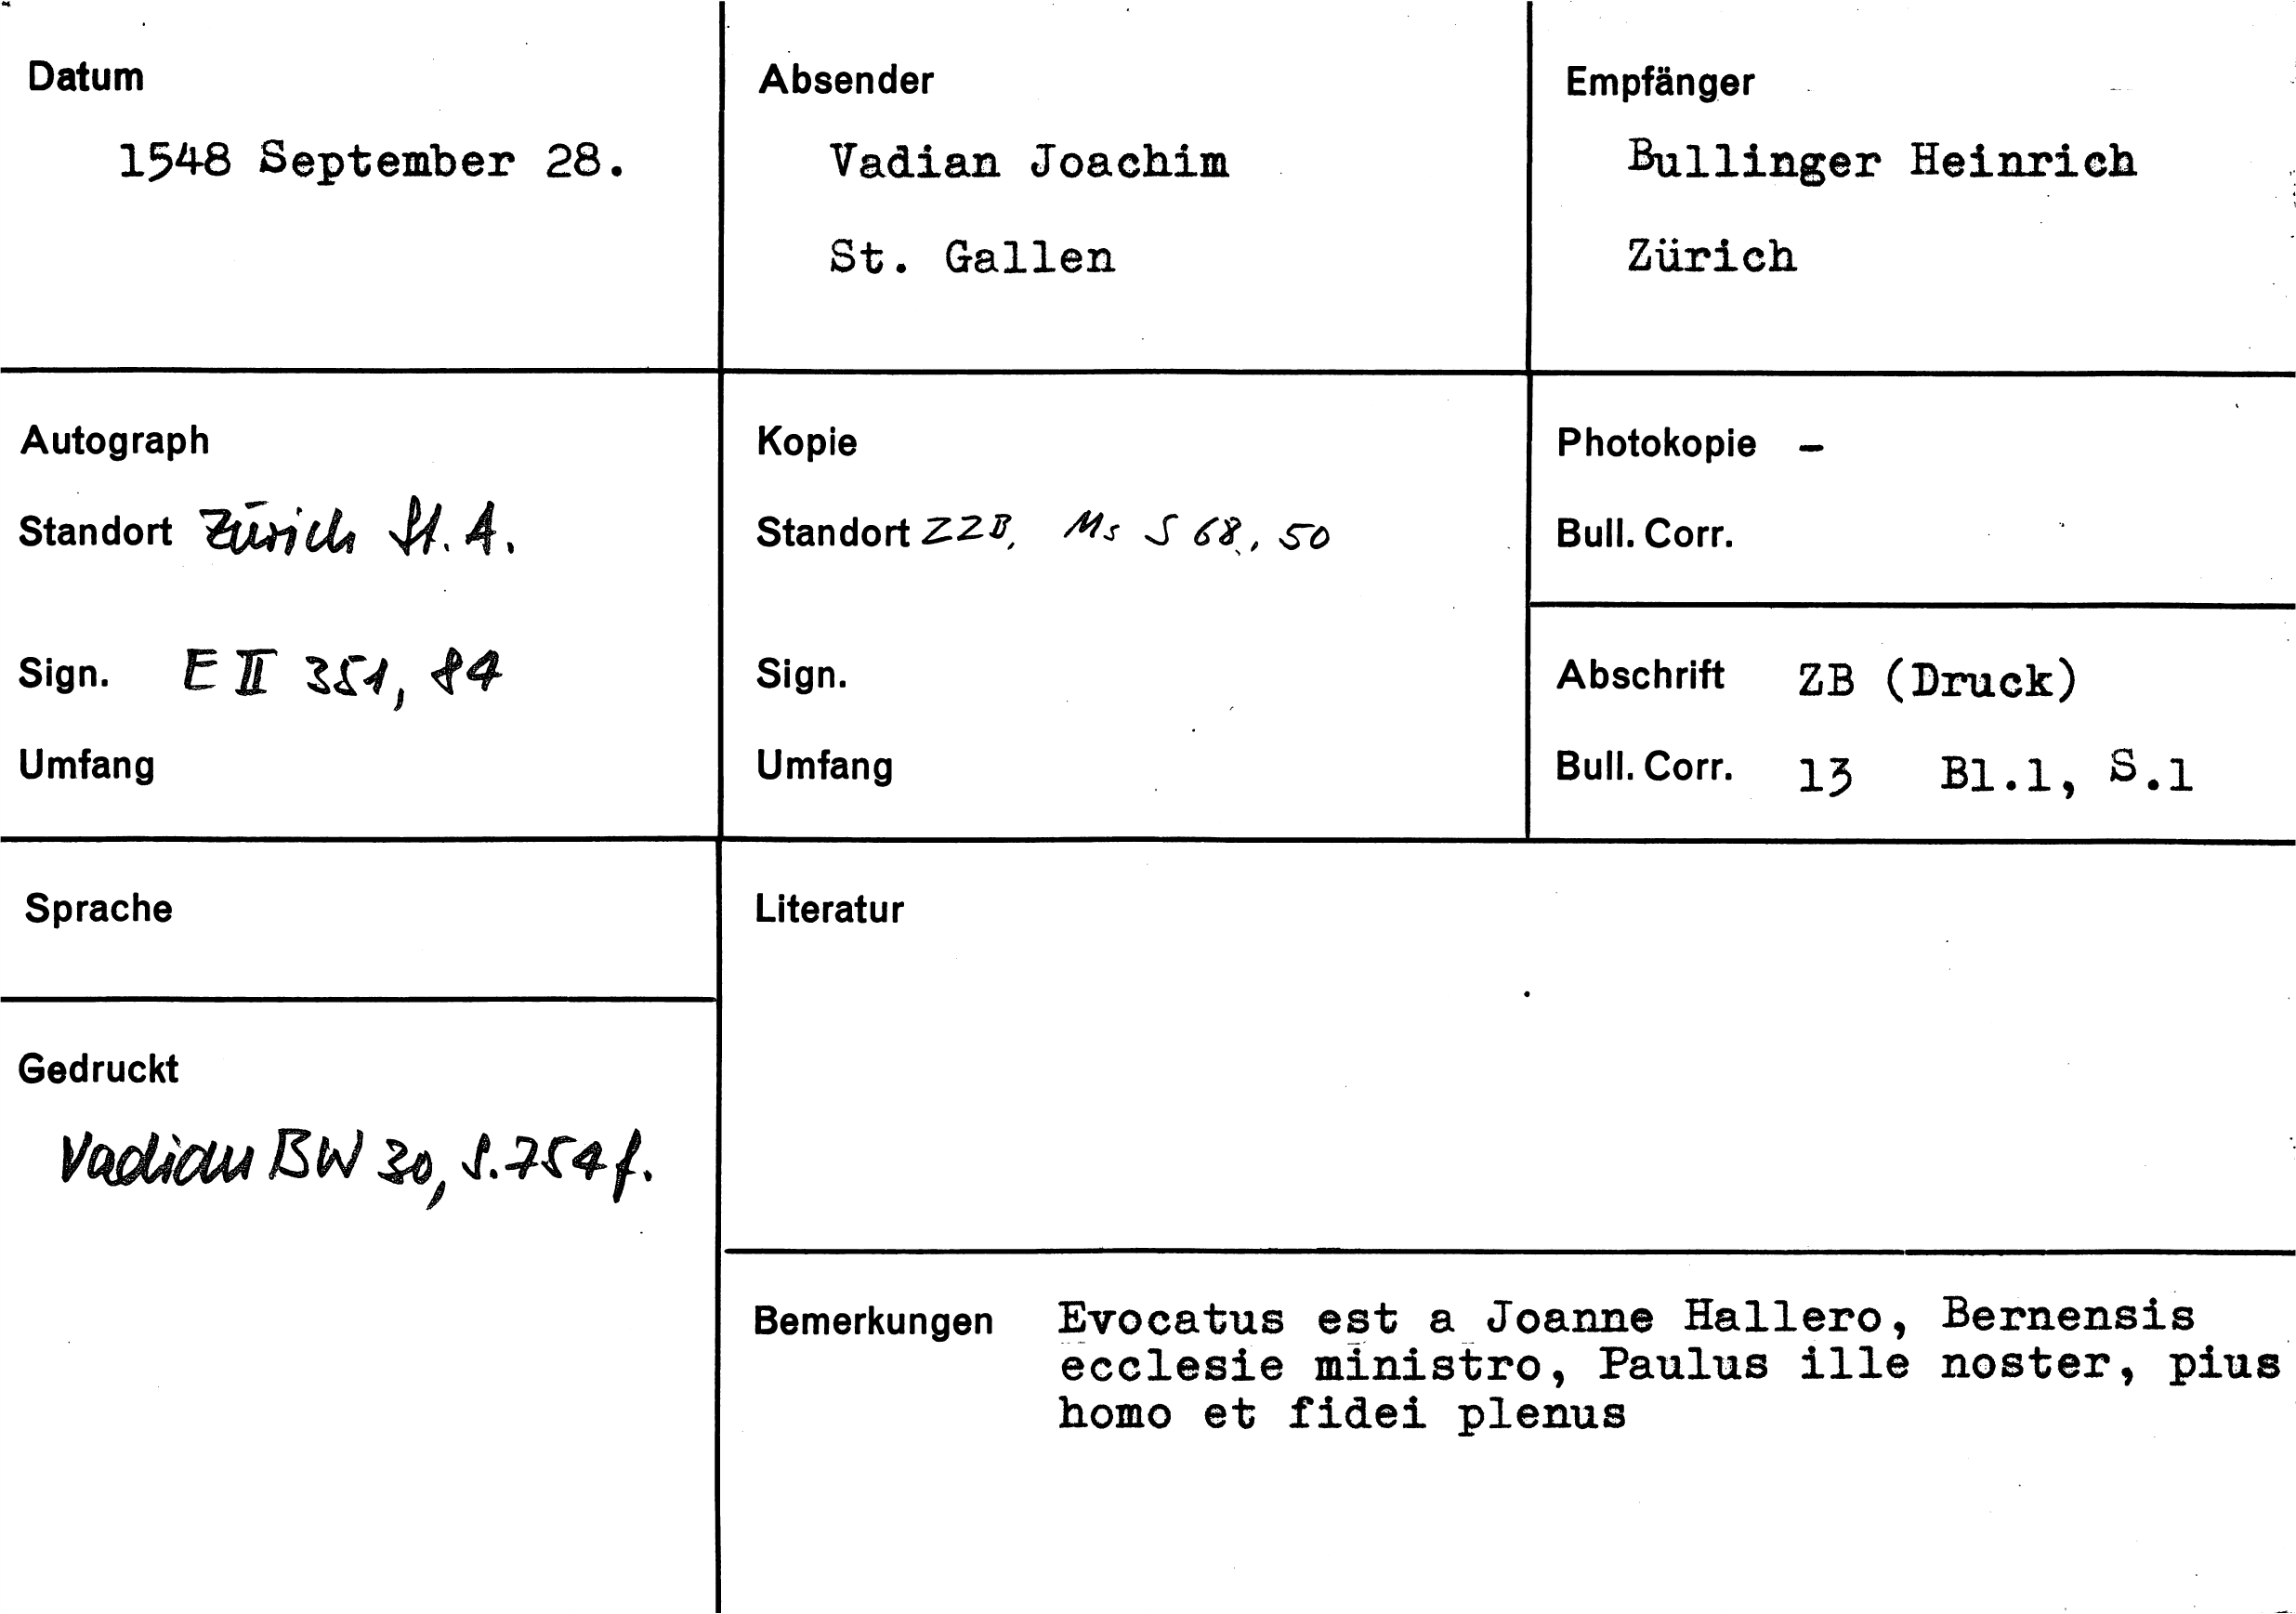 Datum
1548 September 28.
Absender
Vadian Joachim
St. Gallen
Empfänger
Bullinger Heinrich
Zürich
Autograph
Standort Zürich St. A.
Sign. E II 351, 84
Umfang
Kopie
Standort ZZB, Ms S 68, 50
Sign.
Umfang
Photokopie –
Bull. Corr.
Abschrift ZB (Druck)
Bull. Corr. 13 Bl.1, S.1
Sprache
Gedruckt
Vadian BW 30, S. 754 f.
Literatur
Bemerkungen Evocatus est a Joanne Hallero, Bernensis
ecclesie ministro, Paulus ille noster, pius
homo et fidei plenus